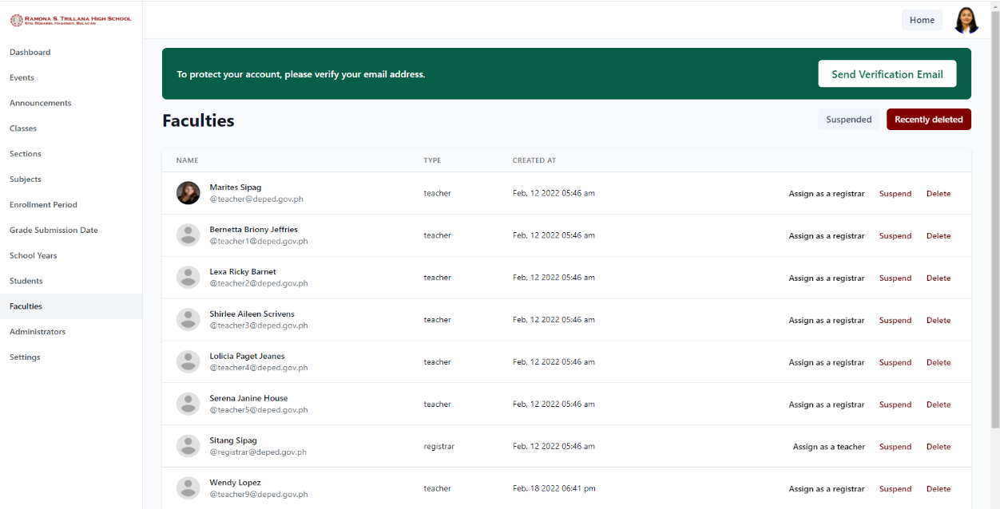 RAMONA S. TRILLANA HIGH SCHOOL
STO. ROSARIO, HAGONOY, BULACAN
Home
Dashboard
Events
Announcements
Classes
Sections
Subjects
Enrollment Period
Grade Submission Date
School Years
Students
Faculties
Administrators
Settings
To protect your account, please verify your email address.
Send Verification Email
Faculties
Suspended
Recently deleted
NAME TYPE CREATED AT
Marites Sipag
@teacher@deped.gov.ph
teacher Feb, 12 2022 05:46 am Assign as a registrar Suspend Delete
Bernetta Briony Jeffries
@teacher1@deped.gov.ph
teacher Feb, 12 2022 05:46 am Assign as a registrar Suspend Delete
Lexa Ricky Barnet
@teacher2@deped.gov.ph
teacher Feb, 12 2022 05:46 am Assign as a registrar Suspend Delete
Shirlee Aileen Scrivens
@teacher3@deped.gov.ph
teacher Feb, 12 2022 05:46 am Assign as a registrar Suspend Delete
Lolicia Paget Jeanes
@teacher4@deped.gov.ph
teacher Feb, 12 2022 05:46 am Assign as a registrar Suspend Delete
Serena Janine House
@teacher5@deped.gov.ph
teacher Feb, 12 2022 05:46 am Assign as a registrar Suspend Delete
Sitang Sipag
@registrar@deped.gov.ph
registrar Feb, 12 2022 05:46 am Assign as a teacher Suspend Delete
Wendy Lopez
@teacher9@deped.gov.ph
teacher Feb, 18 2022 06:41 pm Assign as a registrar Suspend Delete